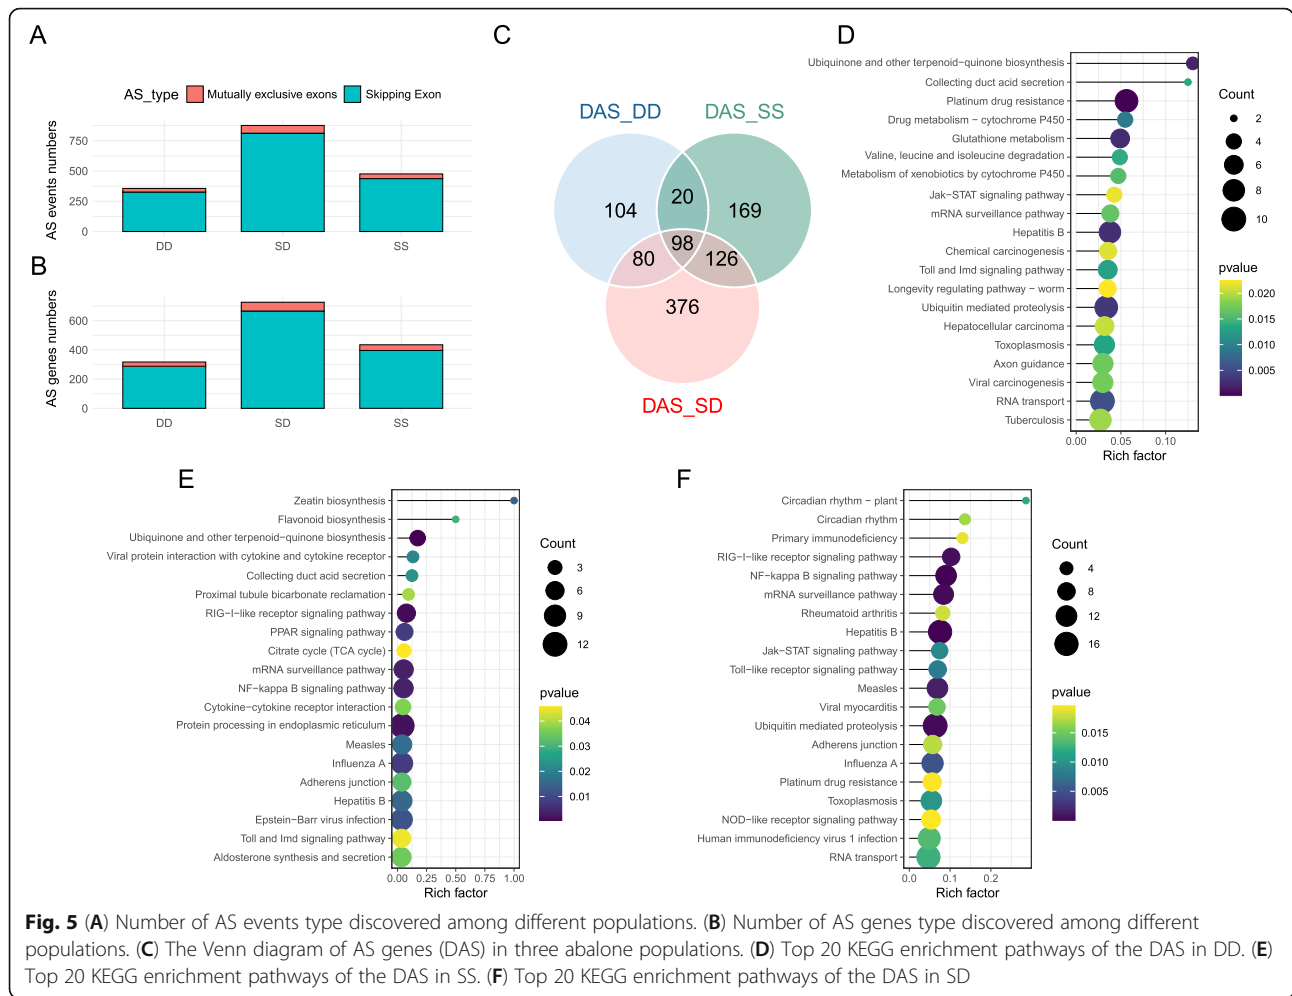 A
AS_type Mutually exclusive exons Skipping Exon
AS events numbers
750
500
250
0
DD SD SS
B
AS genes numbers
600
400
200
0
DD SD SS
C
DAS_DD DAS_SS
104 20 169
98
80 126
376
DAS_SD
D
Ubiquinone and other terpenoid−quinone biosynthesis
Collecting duct acid secretion
Platinum drug resistance
Drug metabolism − cytochrome P450
Glutathione metabolism
Valine, leucine and isoleucine degradation
Metabolism of xenobiotics by cytochrome P450
Jak−STAT signaling pathway
mRNA surveillance pathway
Hepatitis B
Chemical carcinogenesis
Toll and Imd signaling pathway
Longevity regulating pathway − worm
Ubiquitin mediated proteolysis
Hepatocellular carcinoma
Toxoplasmosis
Axon guidance
Viral carcinogenesis
RNA transport
Tuberculosis
0.00 0.05 0.10
Rich factor
Count
2
4
6
8
10
pvalue
0.020
0.015
0.010
0.005
E
Zeatin biosynthesis
Flavonoid biosynthesis
Ubiquinone and other terpenoid−quinone biosynthesis
Viral protein interaction with cytokine and cytokine receptor
Collecting duct acid secretion
Proximal tubule bicarbonate reclamation
RIG−I−like receptor signaling pathway
PPAR signaling pathway
Citrate cycle (TCA cycle)
mRNA surveillance pathway
NF−kappa B signaling pathway
Cytokine−cytokine receptor interaction
Protein processing in endoplasmic reticulum
Measles
Influenza A
Adherens junction
Hepatitis B
Epstein−Barr virus infection
Toll and Imd signaling pathway
Aldosterone synthesis and secretion
0.00 0.25 0.50 0.75 1.00
Rich factor
Count
3
6
9
12
pvalue
0.04
0.03
0.02
0.01
F
Circadian rhythm − plant
Circadian rhythm
Primary immunodeficiency
RIG−I−like receptor signaling pathway
NF−kappa B signaling pathway
mRNA surveillance pathway
Rheumatoid arthritis
Hepatitis B
Jak−STAT signaling pathway
Toll−like receptor signaling pathway
Measles
Viral myocarditis
Ubiquitin mediated proteolysis
Adherens junction
Influenza A
Platinum drug resistance
Toxoplasmosis
NOD−like receptor signaling pathway
Human immunodeficiency virus 1 infection
RNA transport
0.0 0.1 0.2
Rich factor
Count
4
8
12
16
pvalue
0.015
0.010
0.005
Fig. 5 (A) Number of AS events type discovered among different populations. (B) Number of AS genes type discovered among different
populations. (C) The Venn diagram of AS genes (DAS) in three abalone populations. (D) Top 20 KEGG enrichment pathways of the DAS in DD. (E)
Top 20 KEGG enrichment pathways of the DAS in SS. (F) Top 20 KEGG enrichment pathways of the DAS in SD